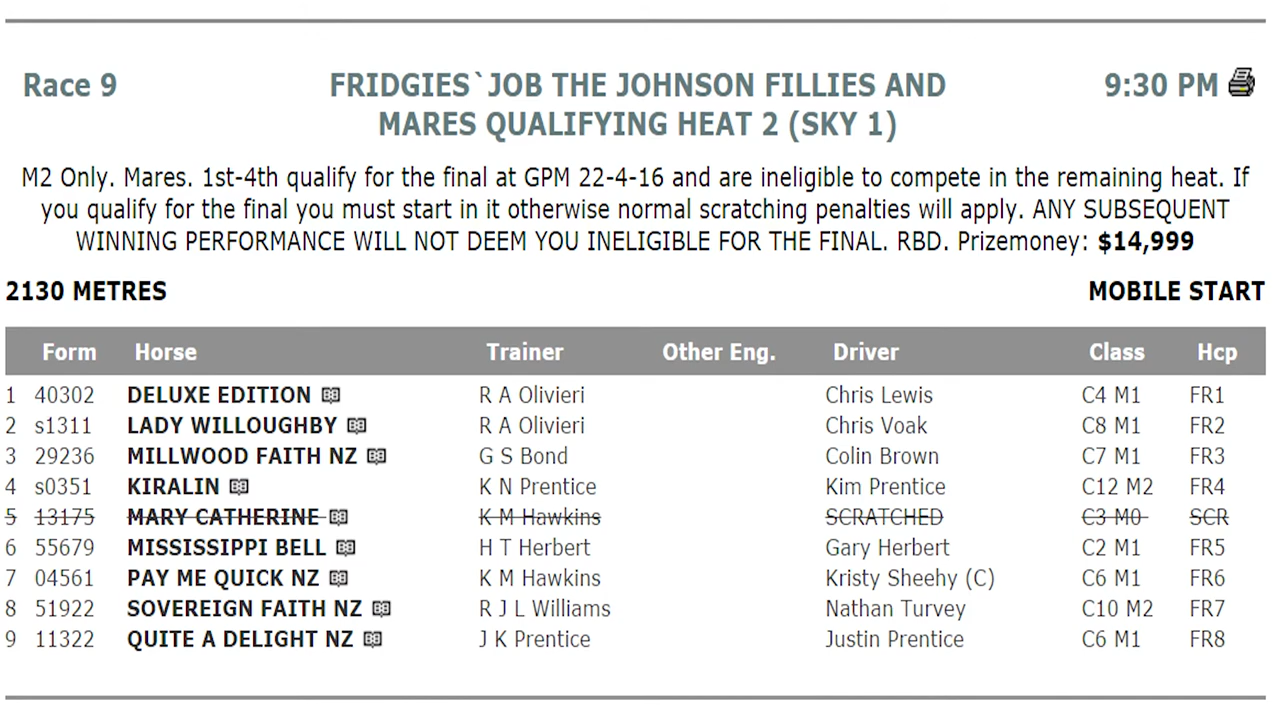 Race 9 FRIDGIES`JOB THE JOHNSON FILLIES AND 9:30 PM
MARES QUALIFYING HEAT 2 (SKY 1)
M2 Only. Mares. 1st-4th qualify for the final at GPM 22-4-16 and are ineligible to compete in the remaining heat. If
you qualify for the final you must start in it otherwise normal scratching penalties will apply. ANY SUBSEQUENT
WINNING PERFORMANCE WILL NOT DEEM YOU INELIGIBLE FOR THE FINAL. RBD. Prizemoney: $14,999
2130 METRES MOBILE START
Form Horse Trainer Other Eng. Driver Class Hcp
1 40302 DELUXE EDITION R A Olivieri Chris Lewis C4 M1 FR1
2 s1311 LADY WILLOUGHBY R A Olivieri Chris Voak C8 M1 FR2
3 29236 MILLWOOD FAITH NZ G S Bond Colin Brown C7 M1 FR3
4 s0351 KIRALIN K N Prentice Kim Prentice C12 M2 FR4
5 13175 MARY CATHERINE K M Hawkins SCRATCHED C3 M0 SCR
6 55679 MISSISSIPPI BELL H T Herbert Gary Herbert C2 M1 FR5
7 04561 PAY ME QUICK NZ K M Hawkins Kristy Sheehy (C) C6 M1 FR6
8 51922 SOVEREIGN FAITH NZ R J L Williams Nathan Turvey C10 M2 FR7
9 11322 QUITE A DELIGHT NZ J K Prentice Justin Prentice C6 M1 FR8